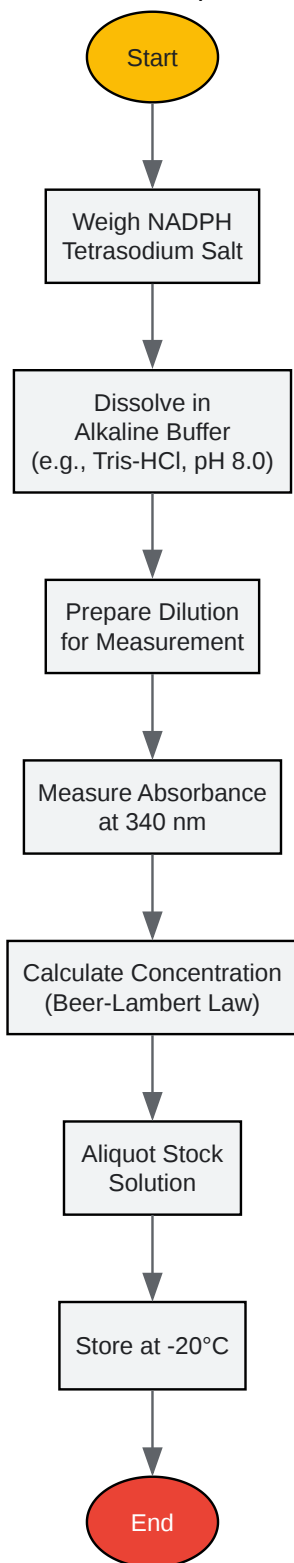 Start
Weigh NADPH
Tetrasodium Salt
Dissolve in
Alkaline Buffer
(e.g., Tris-HCl, pH 8.0)
Prepare Dilution
for Measurement
Measure Absorbance
at 340 nm
Calculate Concentration
(Beer-Lambert Law)
Aliquot Stock
Solution
Store at -20°C
End